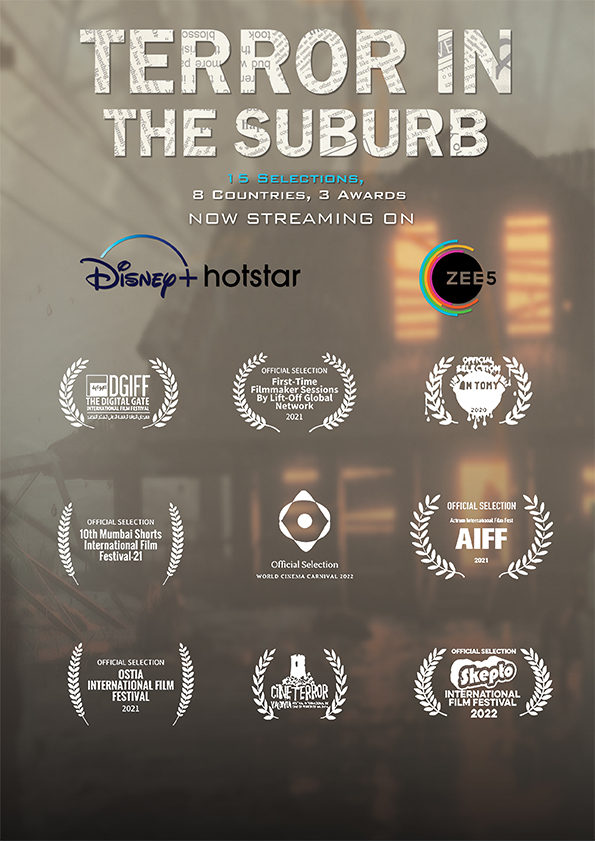 TERROR IN
THE SUBURB
15 Selections,
8 Countries, 3 Awards
NOW STREAMING ON
Disney+ hotstar
ZEE5
DGIFF
THE DIGITAL GATE
INTERNATIONAL FILM FESTIVAL
OFFICIAL SELECTION
First-Time
Filmmaker Sessions
By Lift-Off Global
Network
2021
OFFICIAL
SELECTION
2020
OFFICIAL SELECTION
10th Mumbai Shorts
International Film
Festival-21
Official Selection
WORLD CINEMA CARNIVAL 2022
OFFICIAL SELECTION
International Film Fest
AIFF
2021
OFFICIAL SELECTION
OSTIA
INTERNATIONAL FILM
FESTIVAL
2021
CINETERROR
OFFICIAL SELECTION
Skepto
INTERNATIONAL
FILM FESTIVAL
2022